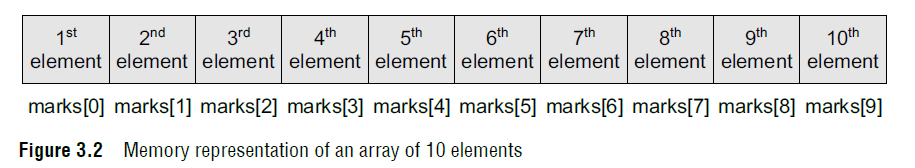 1st 2nd 3rd 4th 5th 6th 7th 8th 9th 10th
element element element element element element element element element element
marks[0] marks[1] marks[2] marks[3] marks[4] marks[5] marks[6] marks[7] marks[8] marks[9]
Figure 3.2 Memory representation of an array of 10 elements